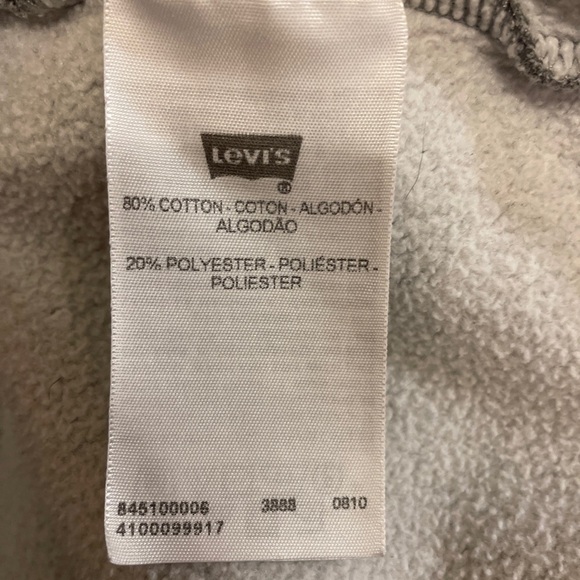 Levi's
®
80% COTTON - COTON - ALGODÓN -
ALGODÃO
20% POLYESTER - POLIÉSTER -
POLIESTER
845100006 3888 0810
4100099917